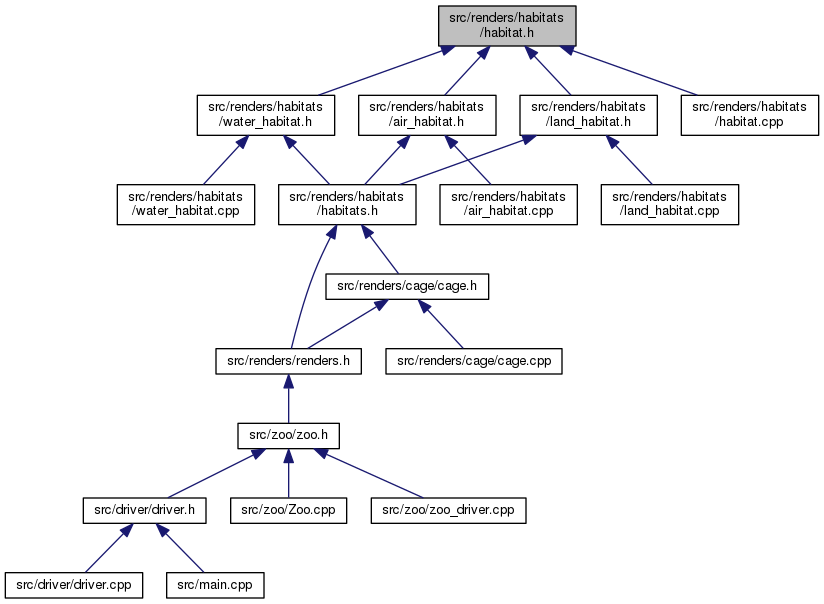 src/renders/habitats
/habitat.h
src/renders/habitats
/water_habitat.h
src/renders/habitats
/air_habitat.h
src/renders/habitats
/land_habitat.h
src/renders/habitats
/habitat.cpp
src/renders/habitats
/water_habitat.cpp
src/renders/habitats
/habitats.h
src/renders/habitats
/air_habitat.cpp
src/renders/habitats
/land_habitat.cpp
src/renders/cage/cage.h
src/renders/renders.h
src/renders/cage/cage.cpp
src/zoo/zoo.h
src/driver/driver.h
src/zoo/Zoo.cpp
src/zoo/zoo_driver.cpp
src/driver/driver.cpp
src/main.cpp